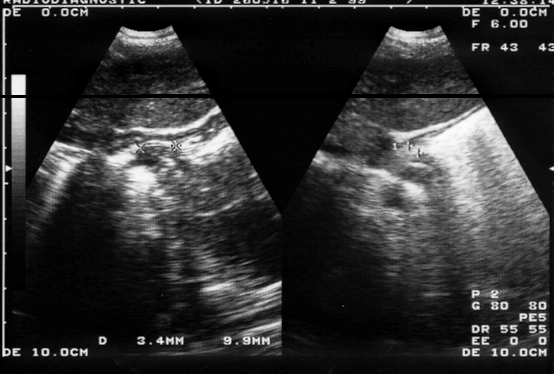 RADIODIAGNOSTIC
DE 0.0CM
DE 0.0CM
F 6.00
FR 43 43
1
P 2
G 80 80
PE5
DR 55 55
EE 0 0
D 3.4MM 9.9MM
DE 10.0CM
DE 10.0CM